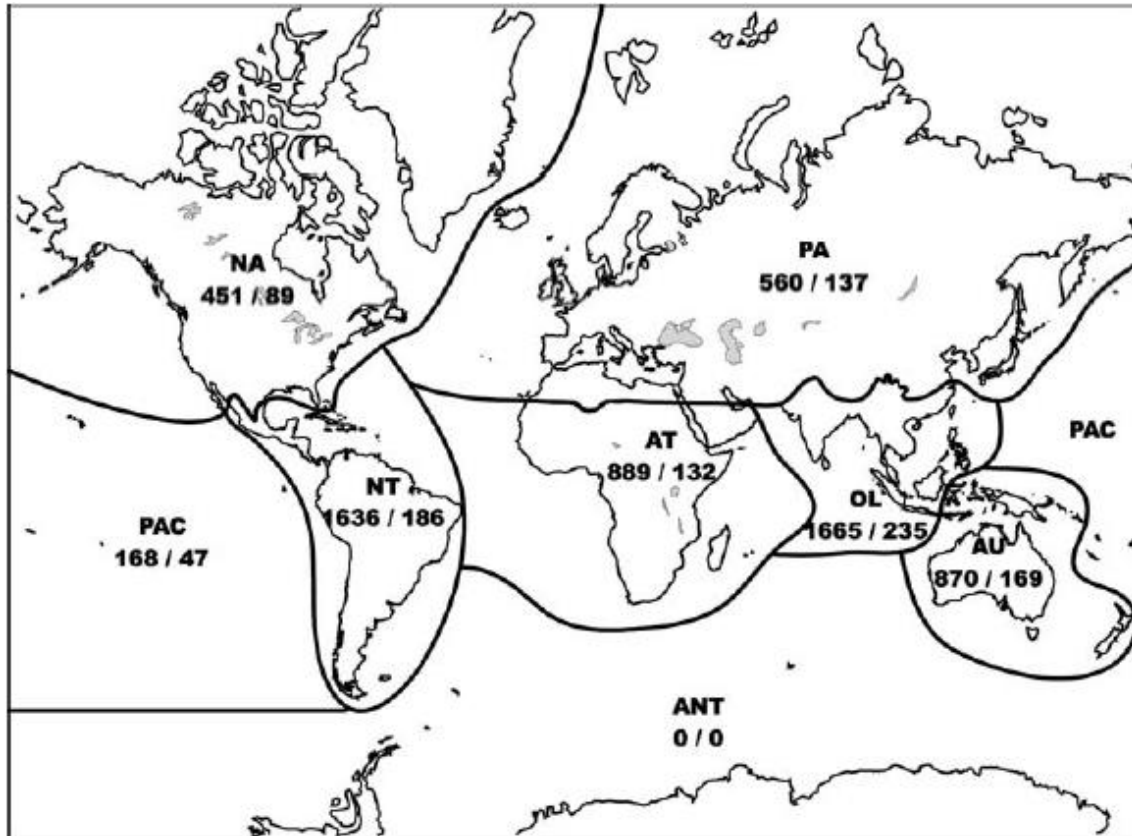 NA
451 / 89
PA
560 / 137
AT
889 / 132
PAC
NT
1636 / 186
OL
1665 / 235
PAC
168 / 47
AU
870 / 169
ANT
0 / 0